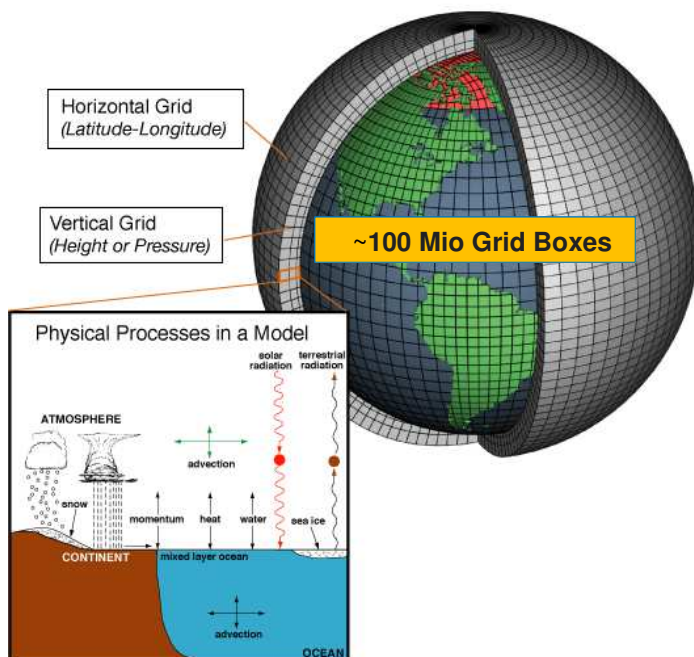 Horizontal Grid
(Latitude-Longitude)
Vertical Grid
(Height or Pressure)
~100 Mio Grid Boxes
Physical Processes in a Model
solar
radiation
terrestrial
radiation
ATMOSPHERE
advection
snow
momentum
heat
water
sea ice
CONTINENT
mixed layer ocean
advection
OCEAN